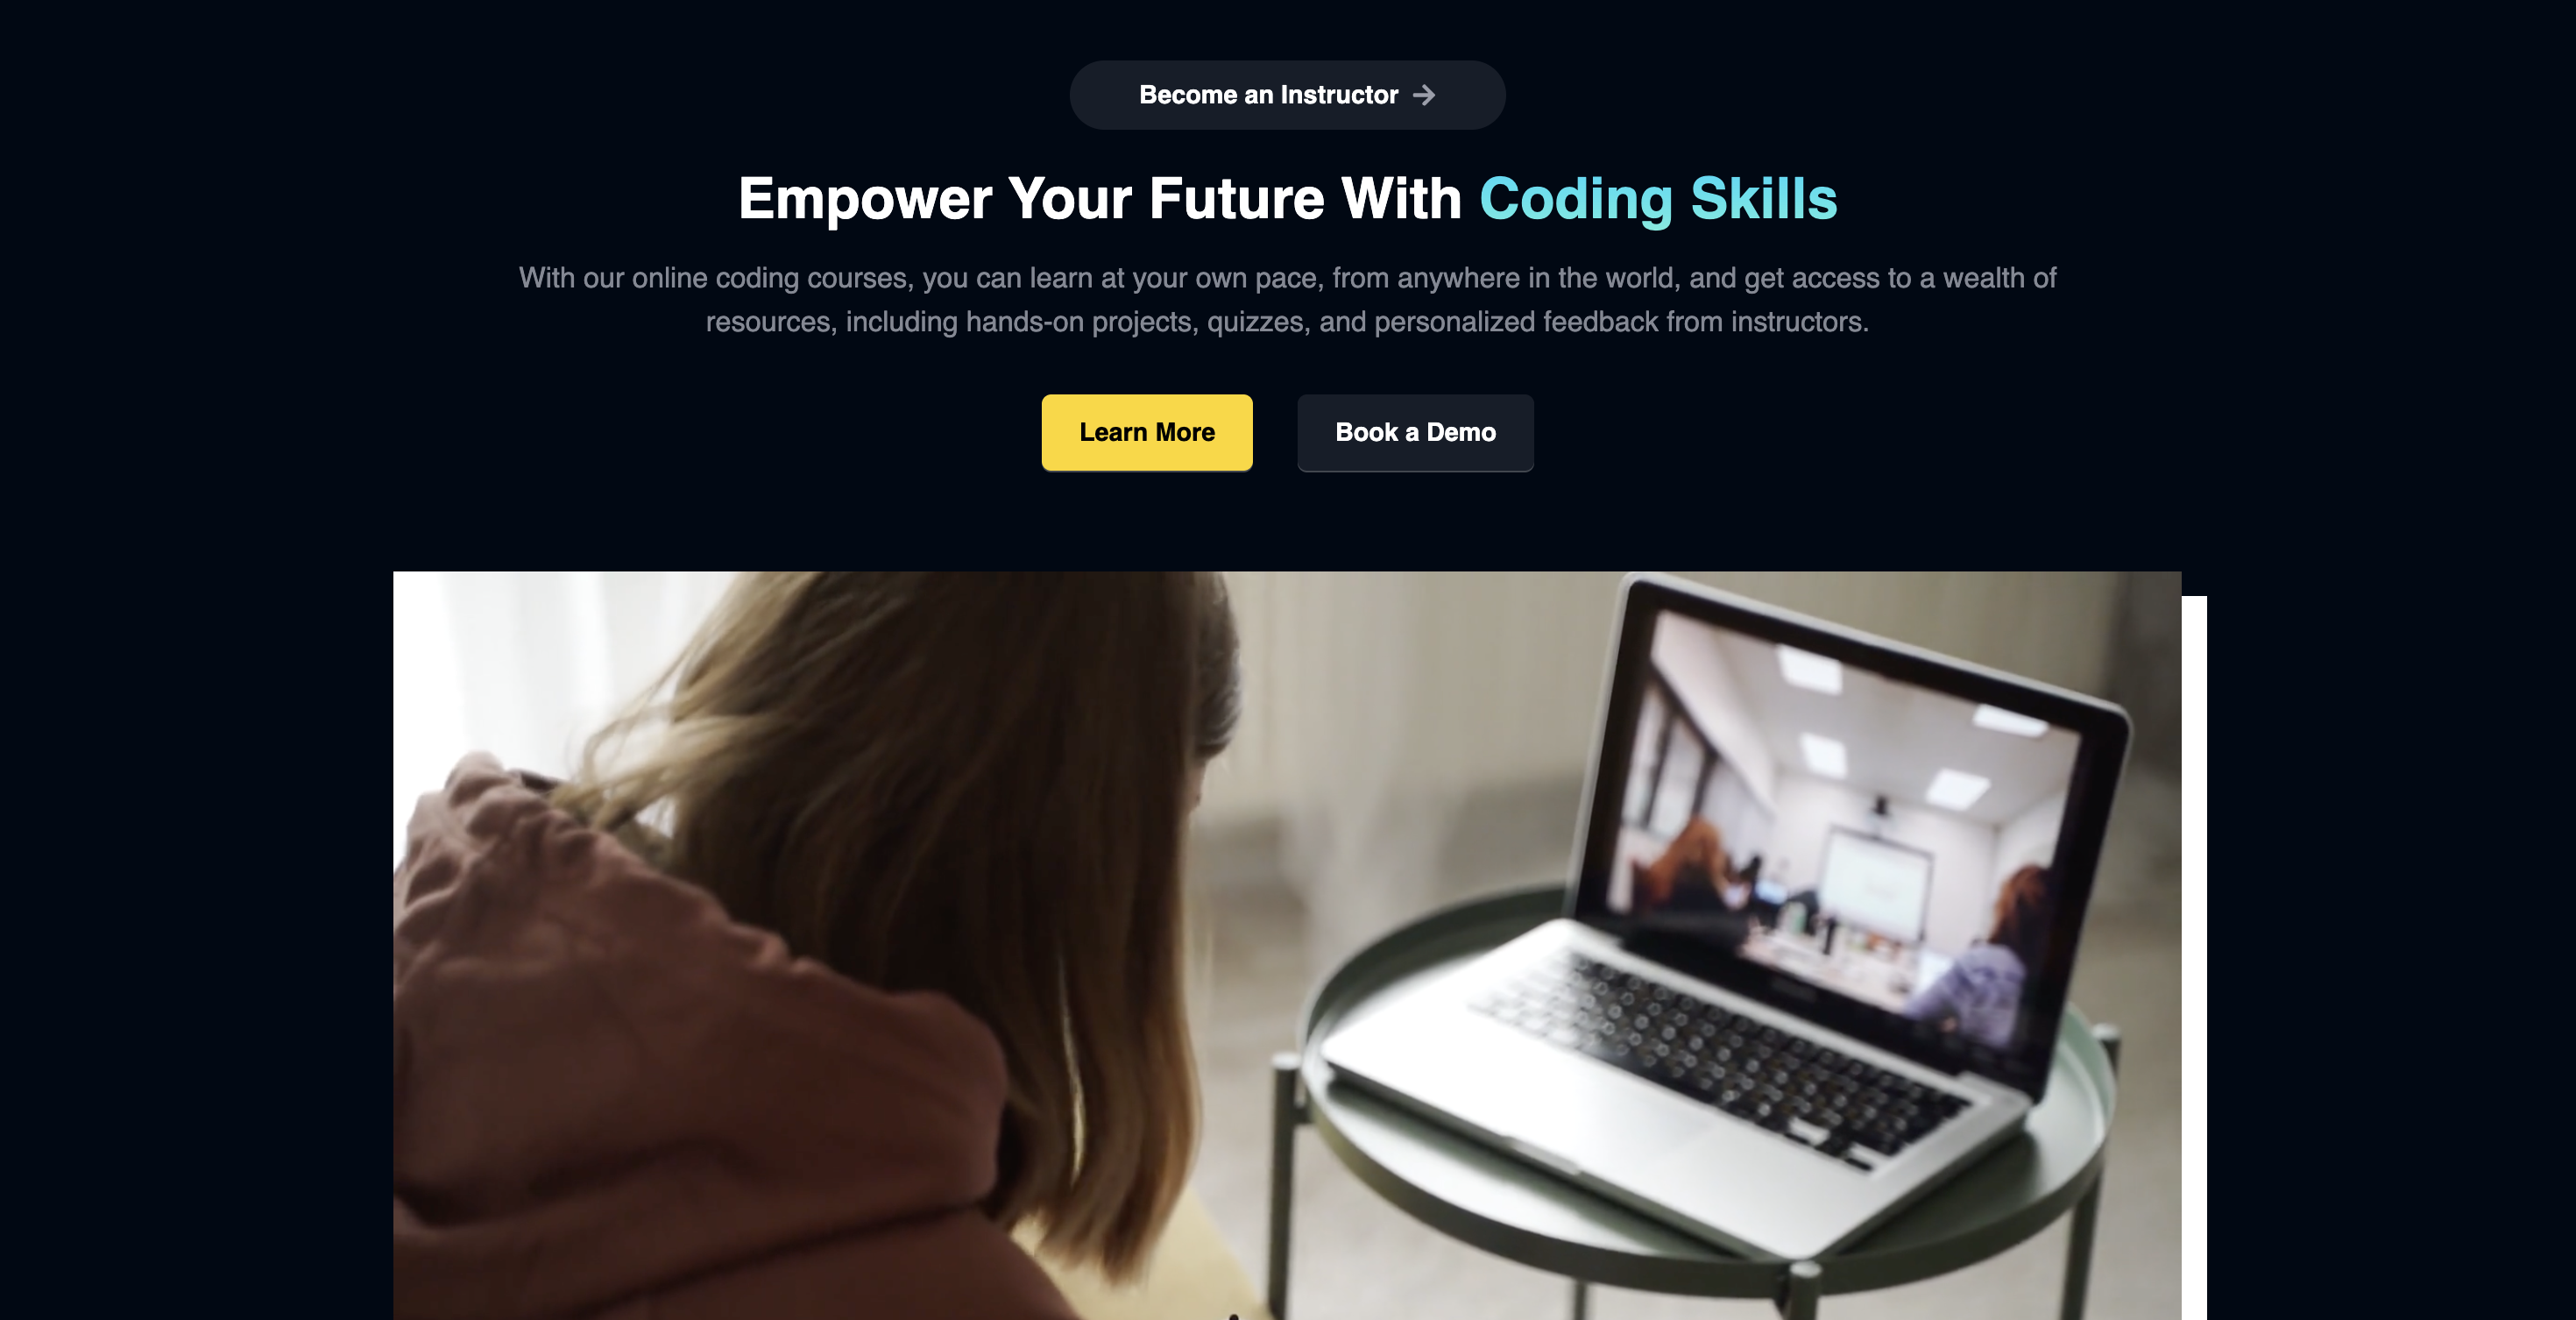 Become an Instructor →
Empower Your Future With Coding Skills
With our online coding courses, you can learn at your own pace, from anywhere in the world, and get access to a wealth of
resources, including hands-on projects, quizzes, and personalized feedback from instructors.
Learn More
Book a Demo